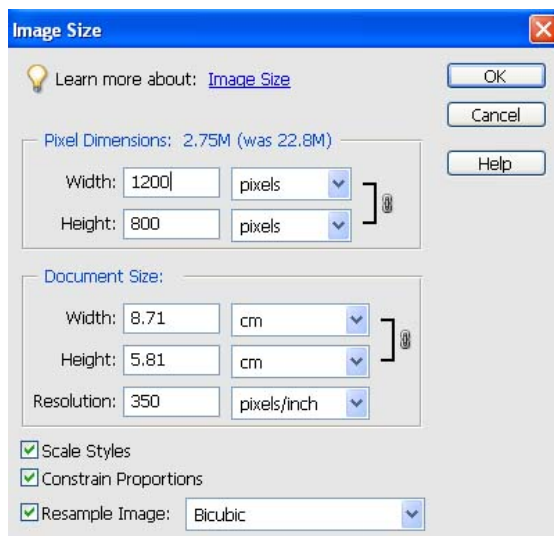 Image Size
Learn more about: Image Size
OK
Cancel
Help
Pixel Dimensions: 2.75M (was 22.8M)
Width: 1200 pixels
Height: 800 pixels
Document Size:
Width: 8.71 cm
Height: 5.81 cm
Resolution: 350 pixels/inch
Scale Styles
Constrain Proportions
Resample Image: Bicubic